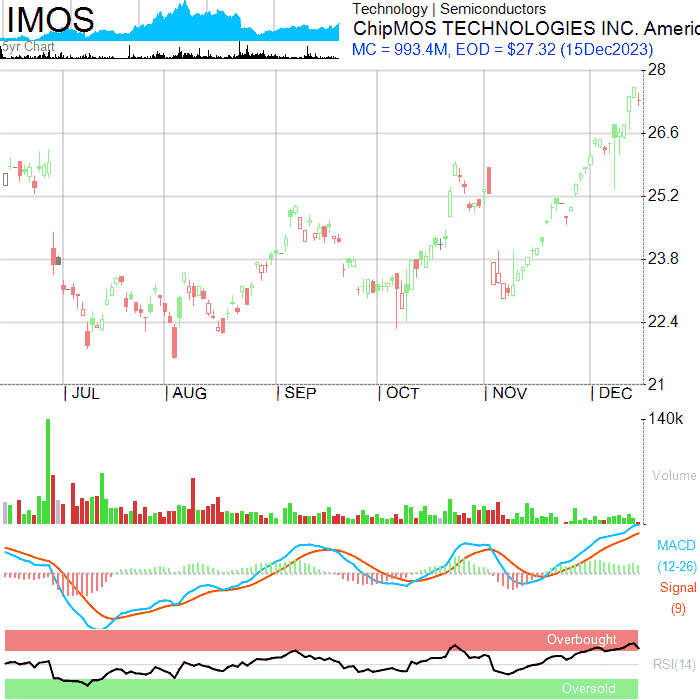 IMOS
5yr Chart
Technology | Semiconductors
ChipMOS TECHNOLOGIES INC. Americ
MC = 993.4M, EOD = $27.32 (15Dec2023)
28
26.6
25.2
23.8
22.4
21
JUL AUG SEP OCT NOV DEC
140k
Volume
MACD
(12-26)
Signal
(9)
Overbought
RSI(14)
Oversold